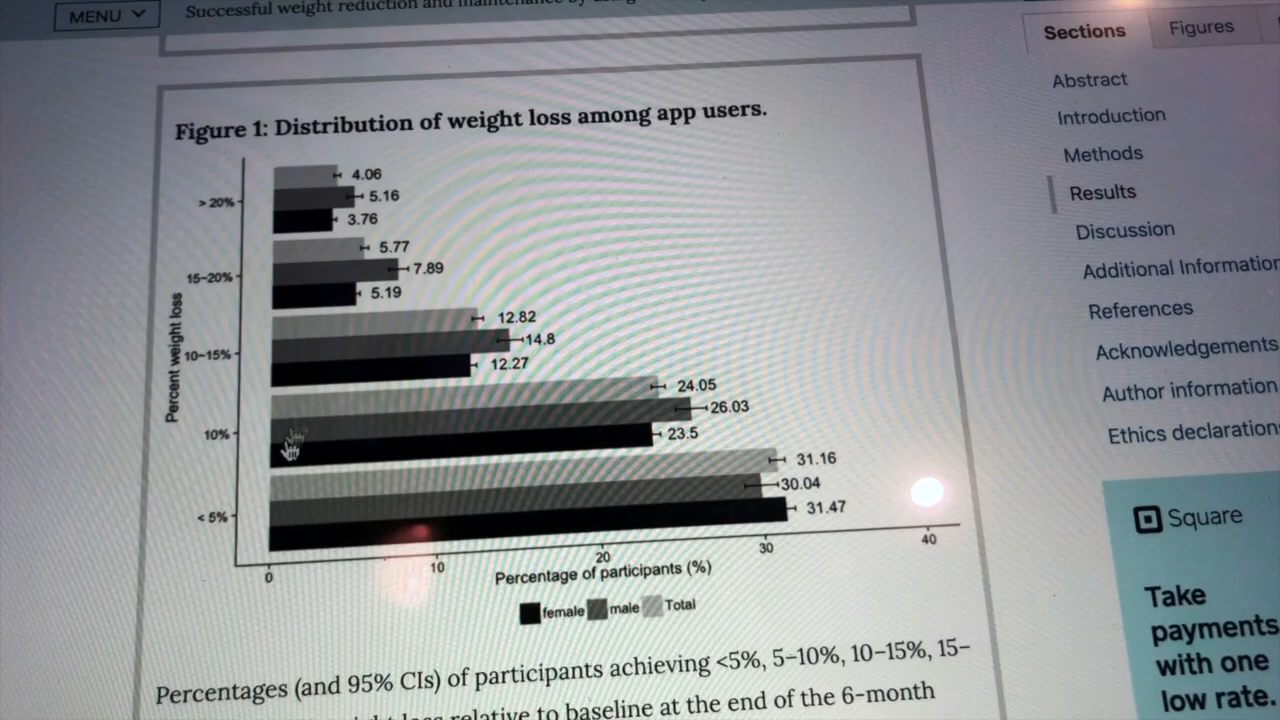 MENU
Successful weight reduction and maintenance by using
Sections
Figures
Abstract
Introduction
Methods
Results
Discussion
Additional Information
References
Acknowledgements
Author information
Ethics declarations
Figure 1: Distribution of weight loss among app users.
Percent weight loss
> 20%
4.06
5.16
3.76
15~20%
5.77
7.89
5.19
10~15%
12.82
14.8
12.27
10%
24.05
26.03
23.5
< 5%
31.16
30.04
31.47
0
10
20
30
40
Percentage of participants (%)
female male Total
Percentages (and 95% CIs) of participants achieving <5%, 5–10%, 10–15%, 15–
relative to baseline at the end of the 6-month
Square
Take
payments
with one
low rate.